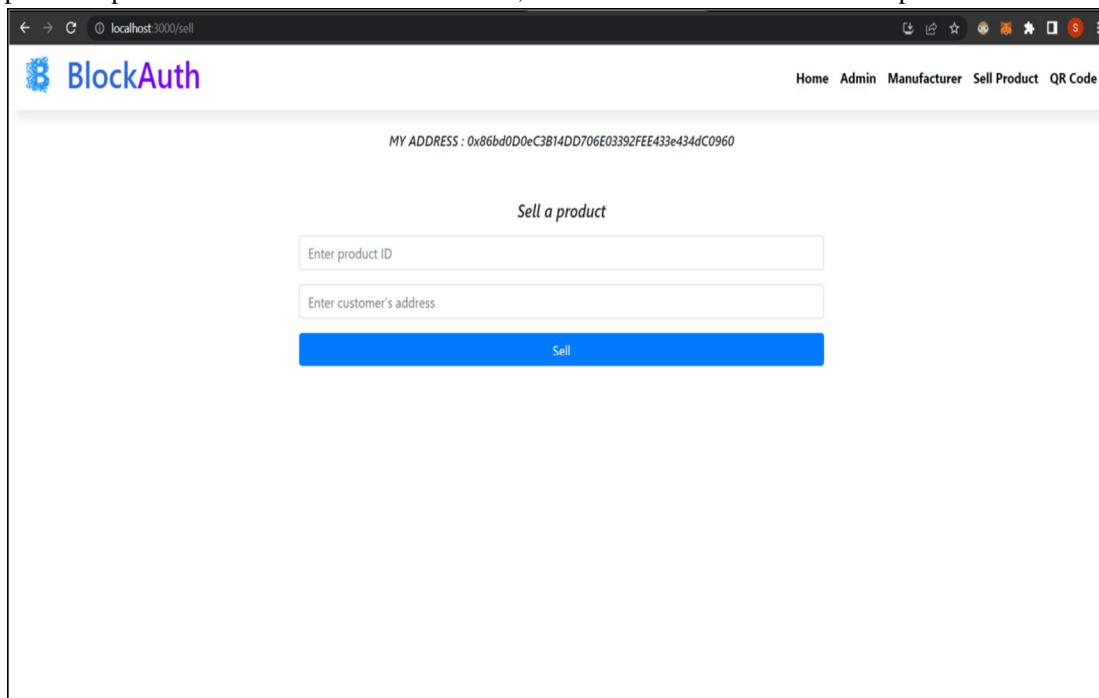 localhost:3000/sell
S
BlockAuth
Home Admin Manufacturer Sell Product QR Code
MY ADDRESS : 0x86bd0D0eC3B14DD706E03392FEE433e434dC0960
Sell a product
Enter product ID
Enter customer's address
Sell